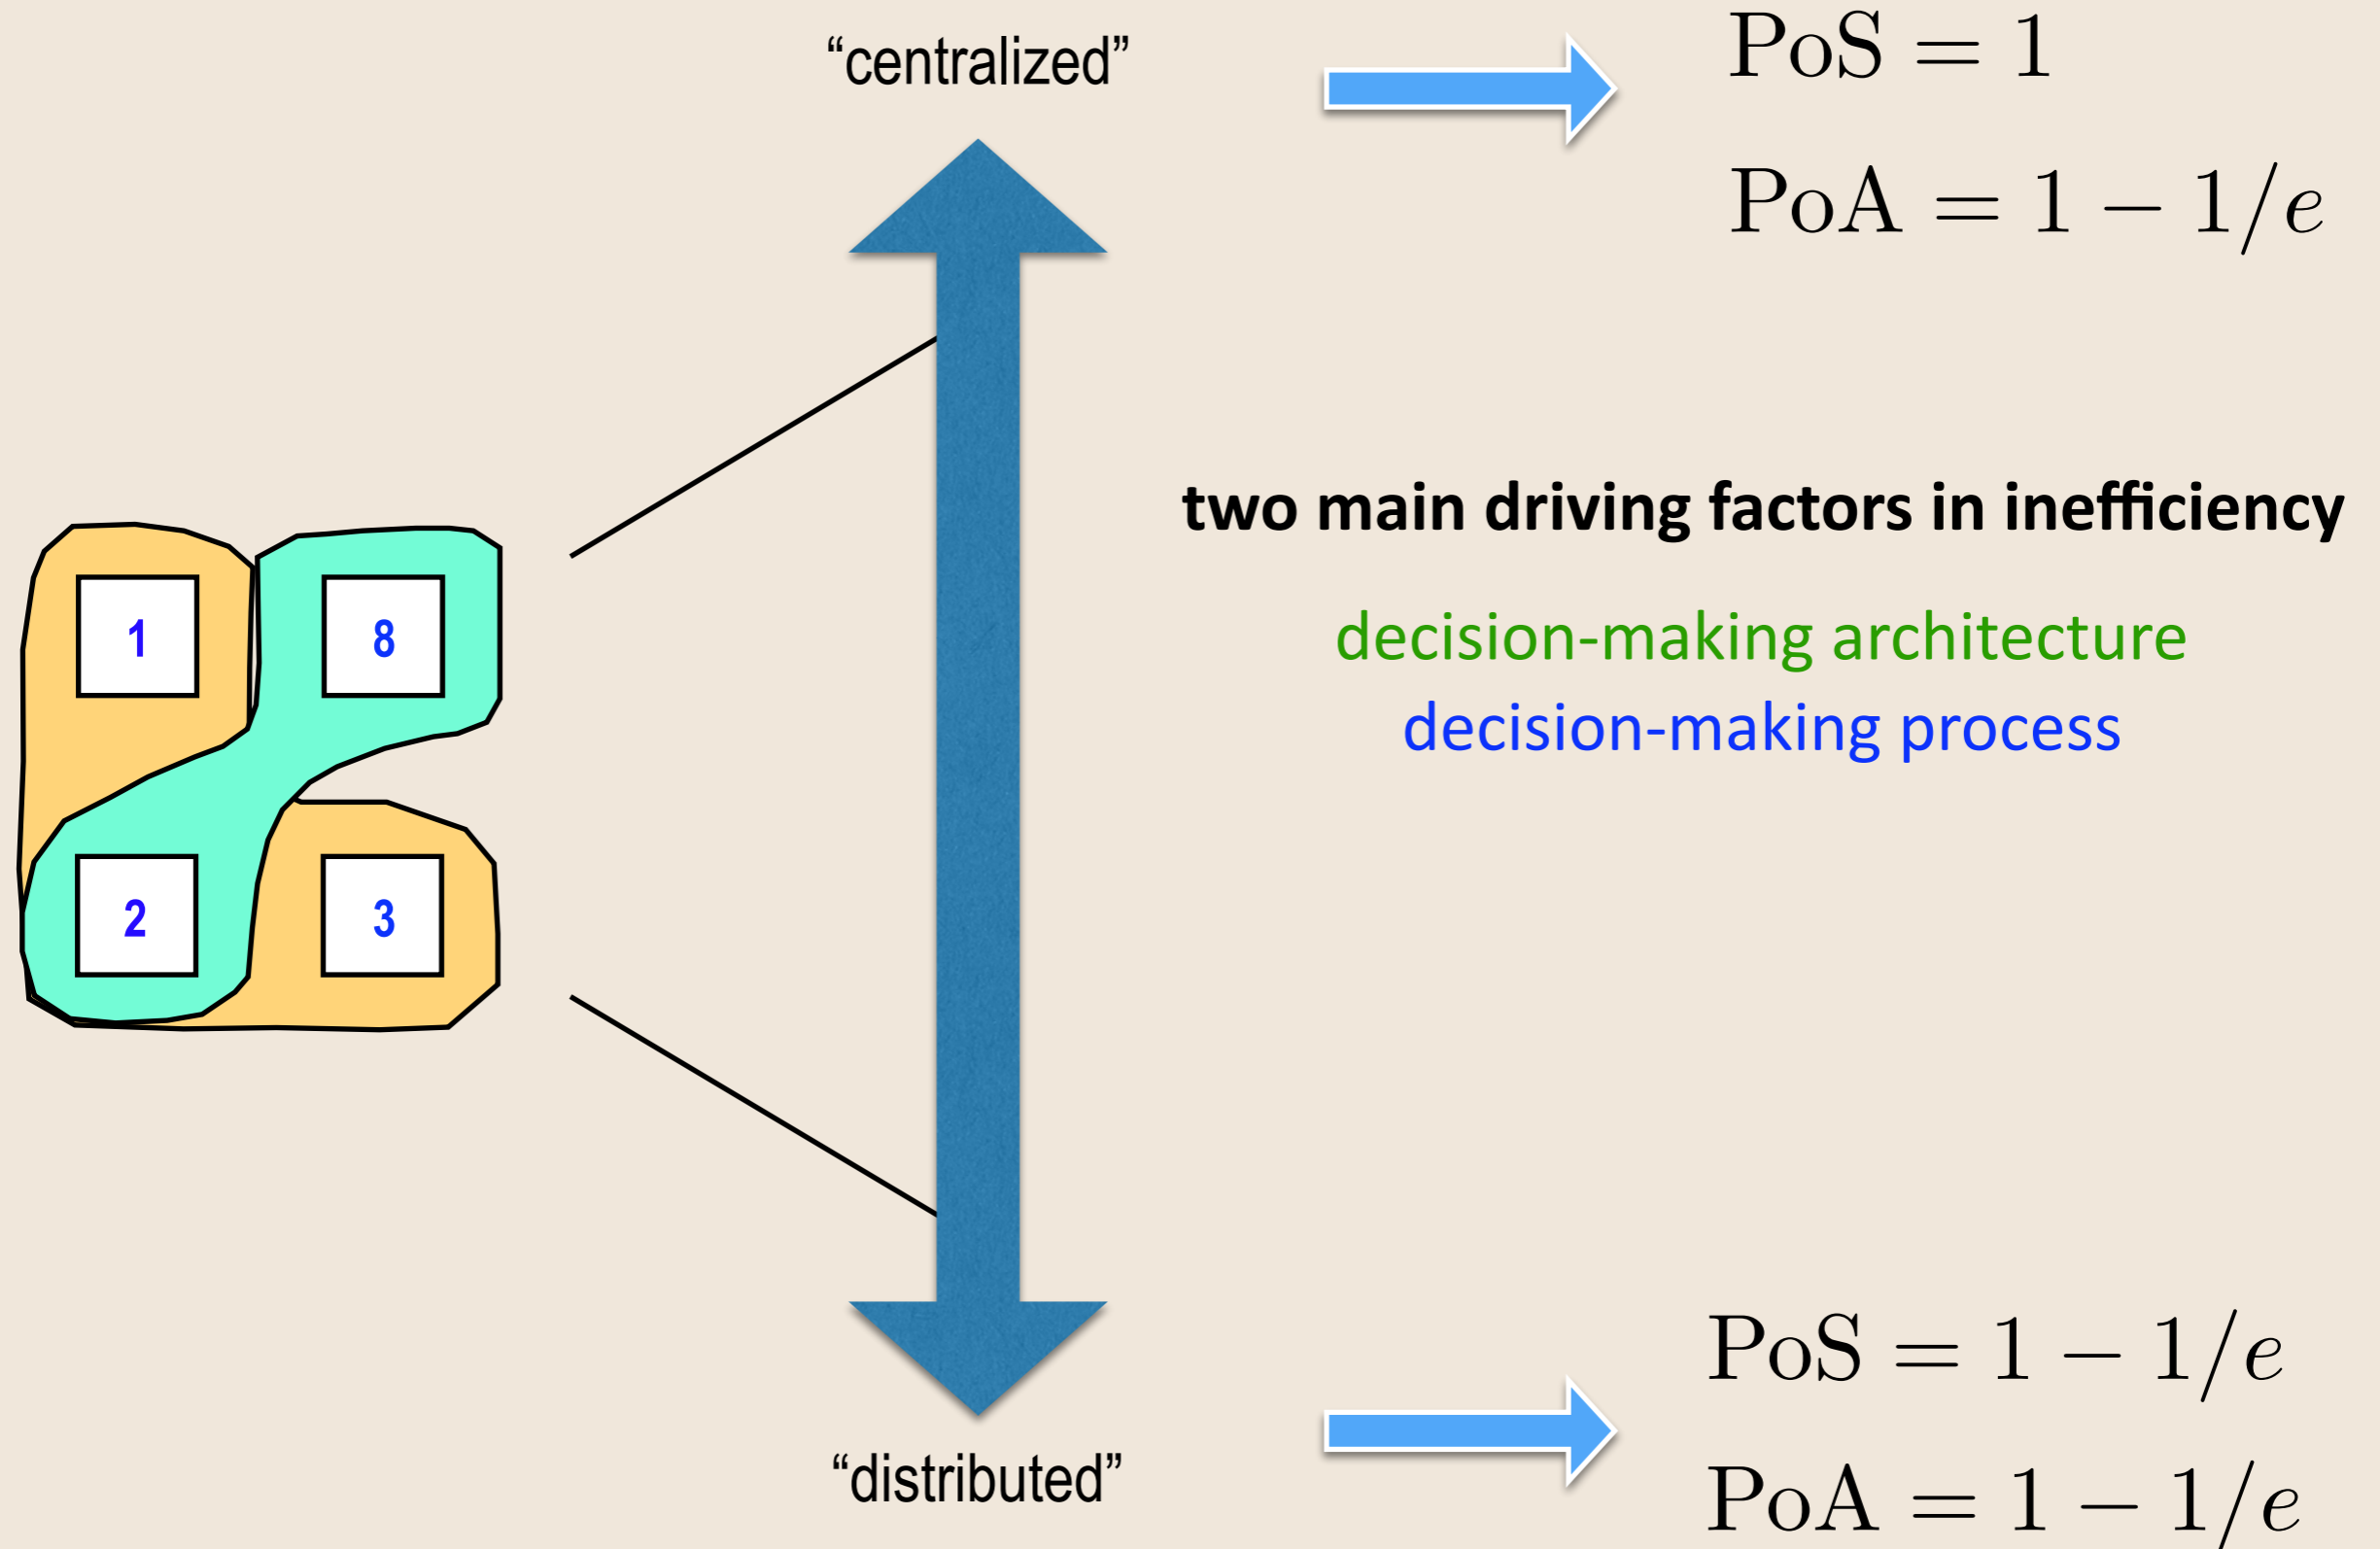 “centralized”
PoS = 1
PoA = 1 − 1/e
two main driving factors in inefficiency
decision-making architecture
decision-making process
1
8
2
3
“distributed”
PoS = 1 − 1/e
PoA = 1 − 1/e